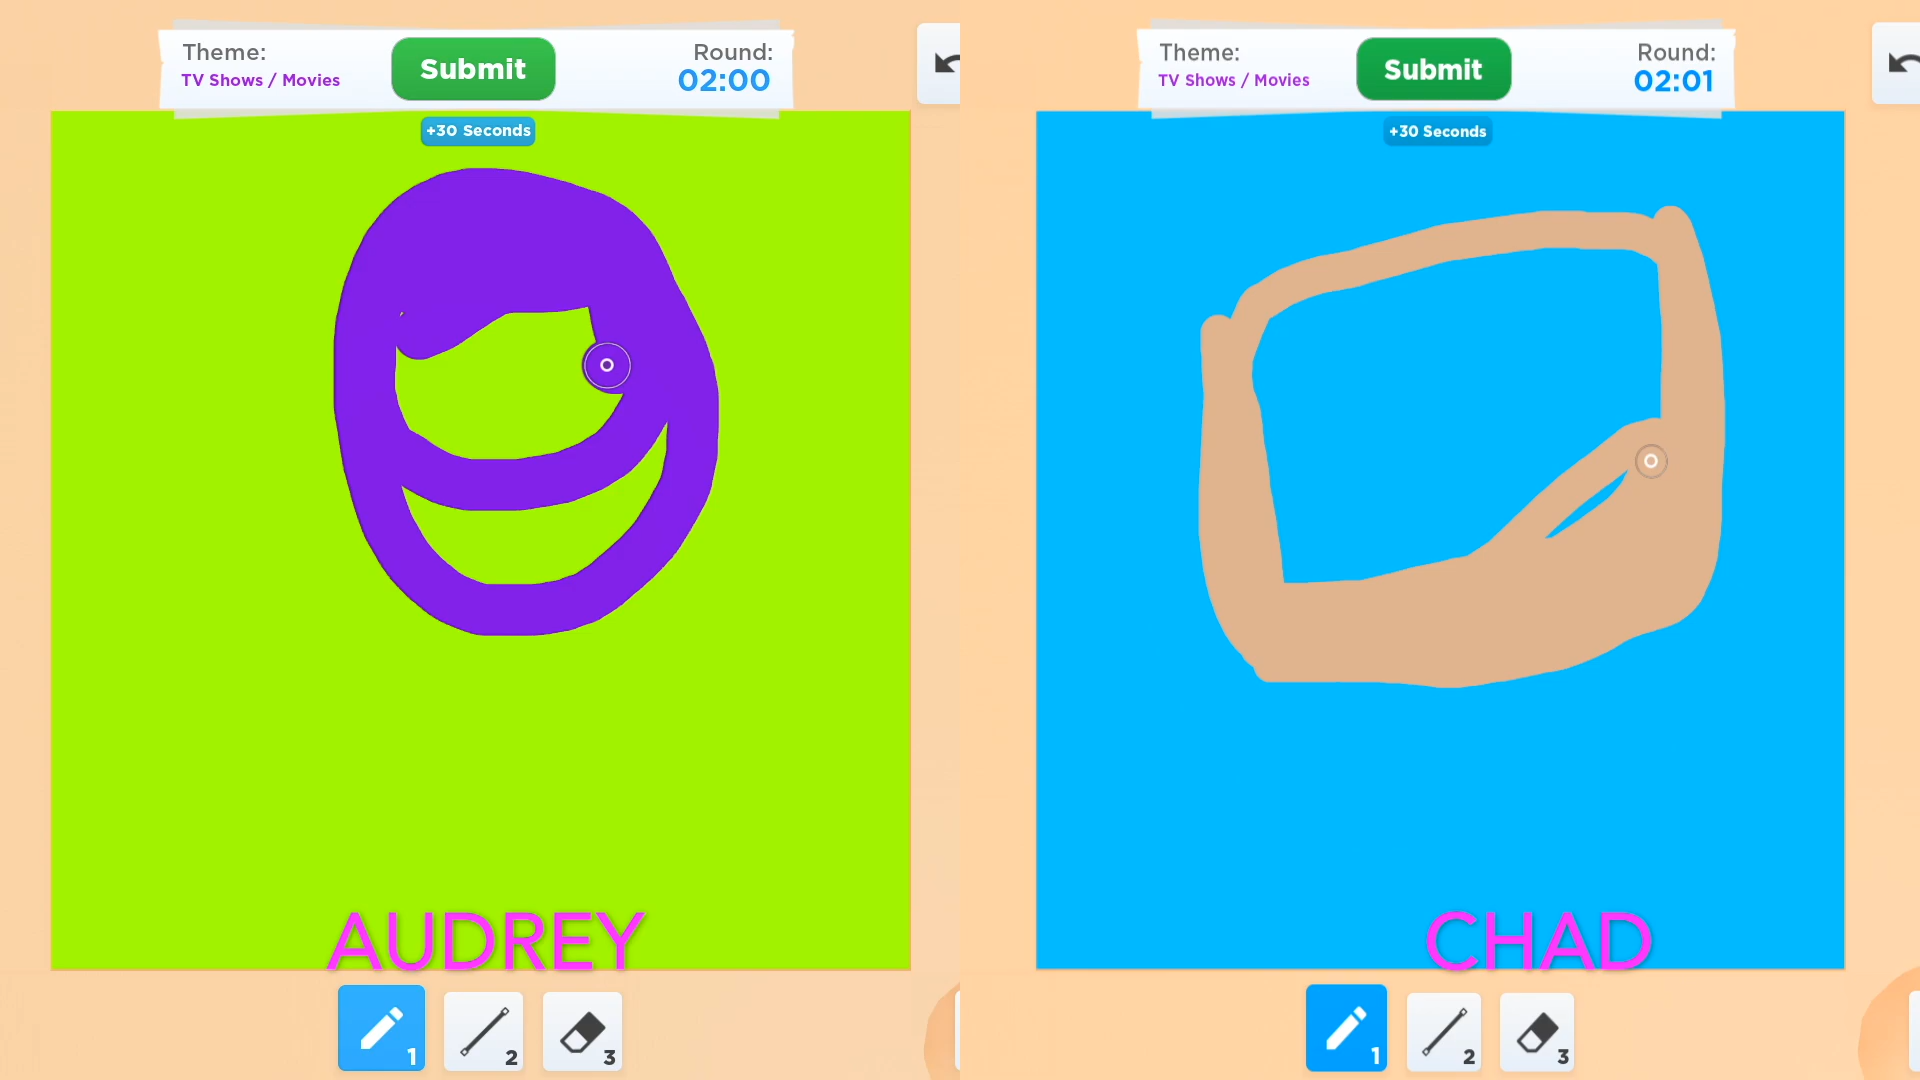 Theme:
TV Shows / Movies
Submit
Round:
02:00
+30 Seconds
AUDREY
1
2
3
Theme:
TV Shows / Movies
Submit
Round:
02:01
+30 Seconds
CHAD
1
2
3